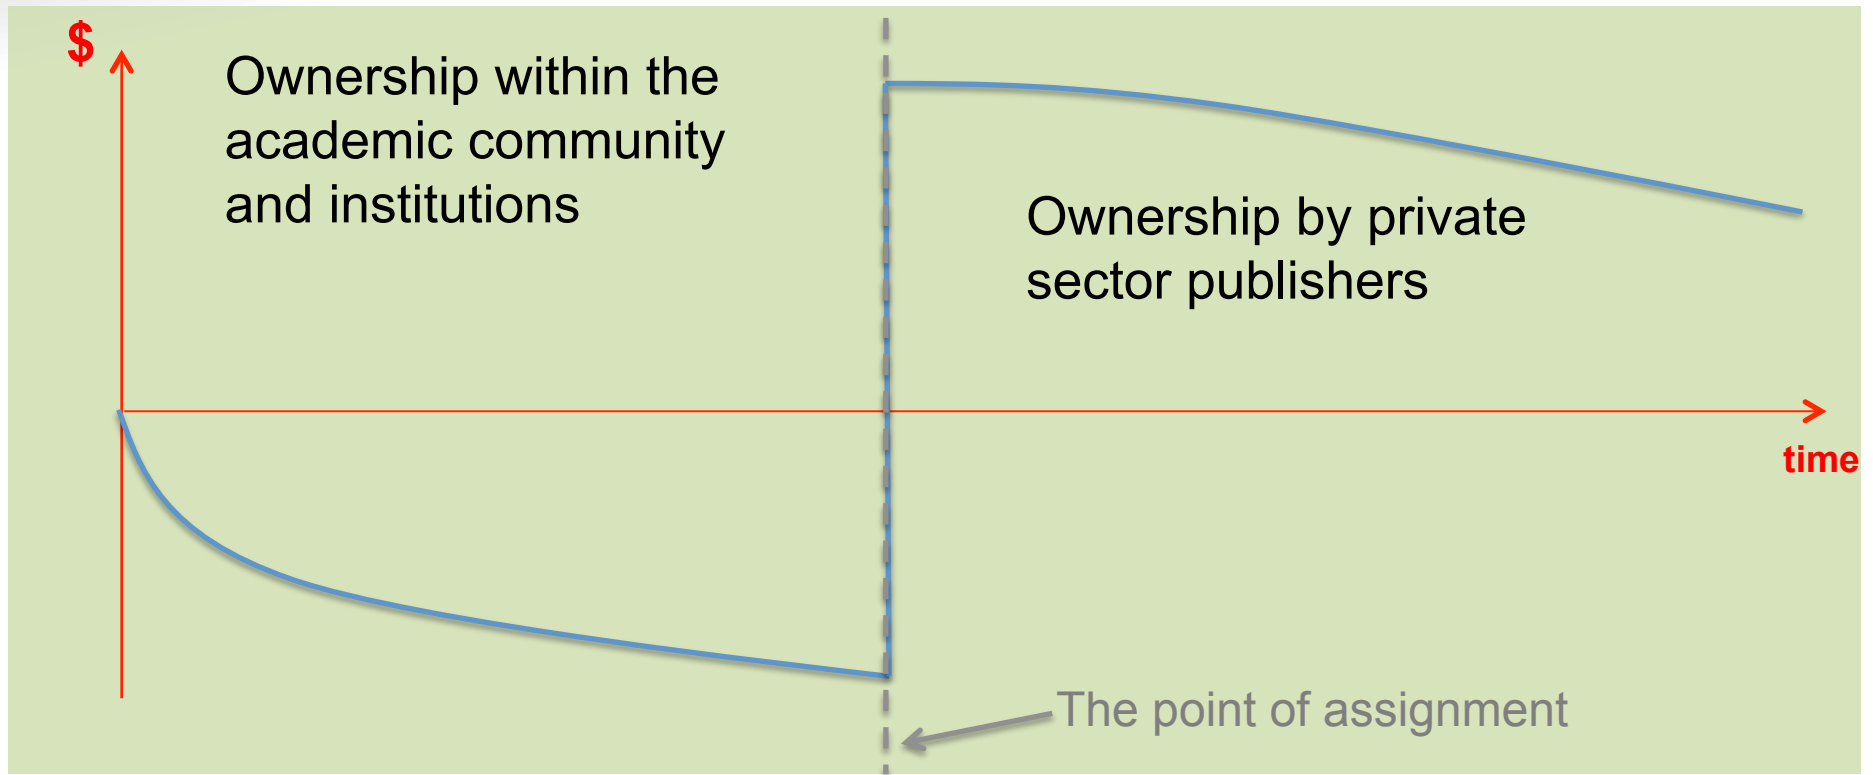 $
Ownership within the
academic community
and institutions
Ownership by private
sector publishers
time
The point of assignment